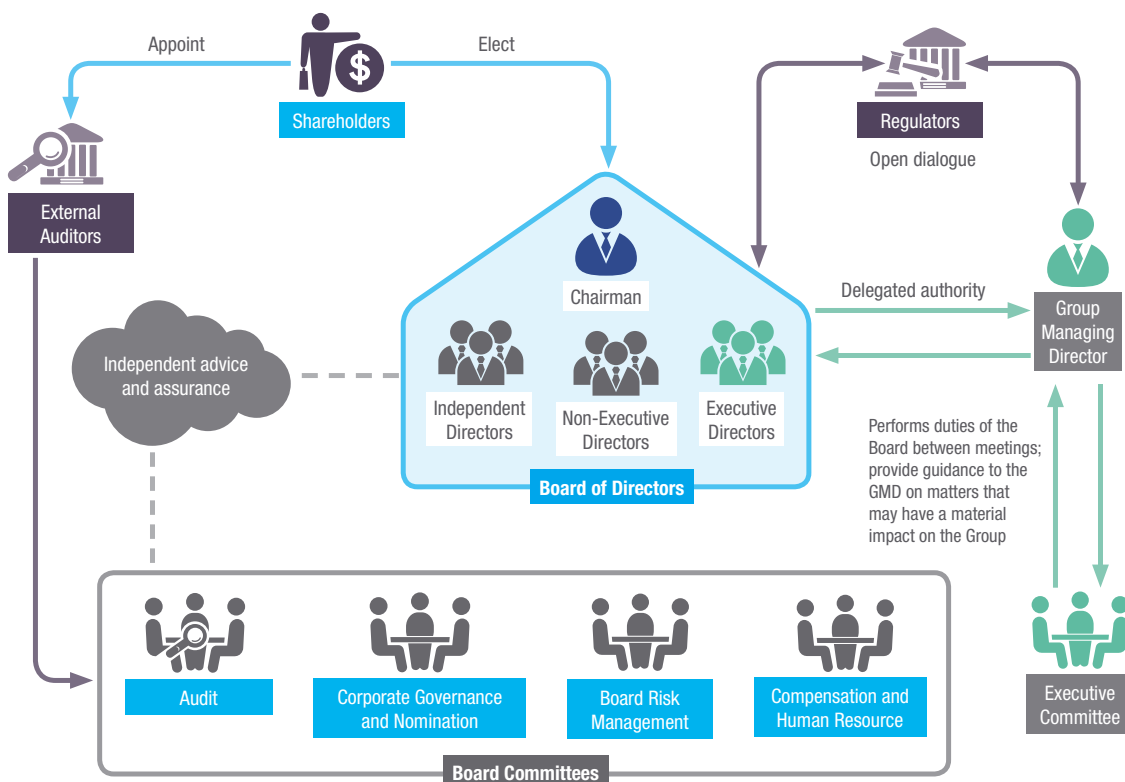 Appoint
Elect
$
Shareholders
Regulators
Open dialogue
External
Auditors
Chairman
Delegated authority
Group
Managing
Director
Independent advice
and assurance
Independent
Directors
Non-Executive
Directors
Executive
Directors
Board of Directors
Performs duties of the
Board between meetings;
provide guidance to the
GMD on matters that
may have a material
impact on the Group
Audit
Corporate Governance
and Nomination
Board Risk
Management
Compensation and
Human Resource
Executive
Committee
Board Committees